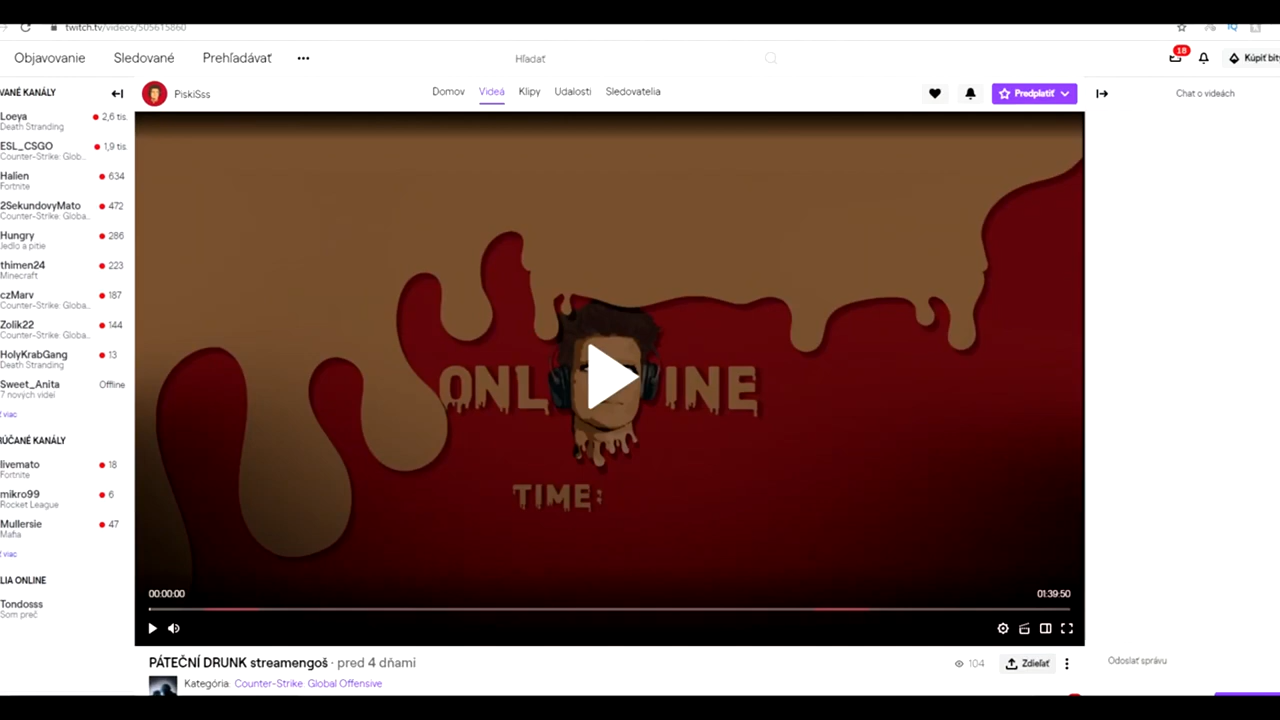 twitch.tv/videos/505615860
Objavovanie Sledované Prehľadávať ••• Hľadať 18 Kúpiť bity
VANÉ KANÁLY
Loeya 2,6 tis.
Death Stranding
ESL_CSGO 1,9 tis.
Counter-Strike: Glob...
Halien 634
Fortnite
2SekundovyMato 472
Counter-Strike: Globa...
Hungry 286
Jedlo a pitie
thimen24 223
Minecraft
czMarv 187
Counter-Strike: Globa...
Zolik22 144
Counter-Strike: Globa...
HolyKrabGang 13
Death Stranding
Sweet_Anita Offline
7 nových videí
ť viac
RÚČANÉ KANÁLY
livemato 18
Fortnite
mikro99 6
Rocket League
Mullersie 47
Mafia
ť viac
LIA ONLINE
Tondosss
Som preč
PiskiSss Domov Videá Klipy Udalosti Sledovatelia Predplatiť
ONL INE
TIME:
00:00:00 01:39:50
PÁTEČNÍ DRUNK streamengoš · pred 4 dňami 104 Zdieľať
Kategória: Counter-Strike: Global Offensive
Chat o videách
Odoslať správu